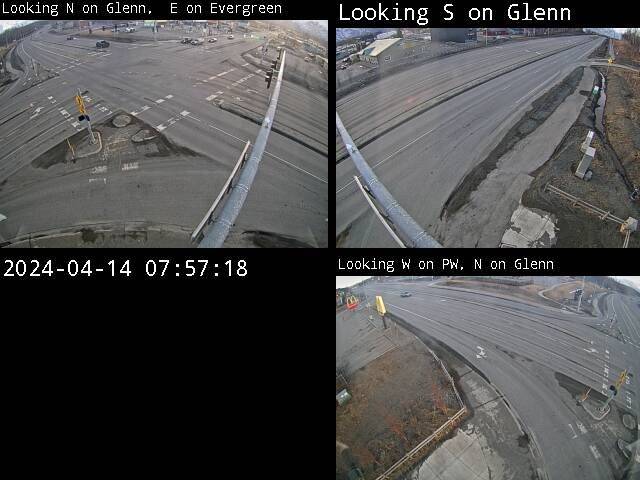 Looking N on Glenn,  E on Evergreen
Looking S on Glenn
2024-04-14 07:57:18
Looking W on PW, N on Glenn